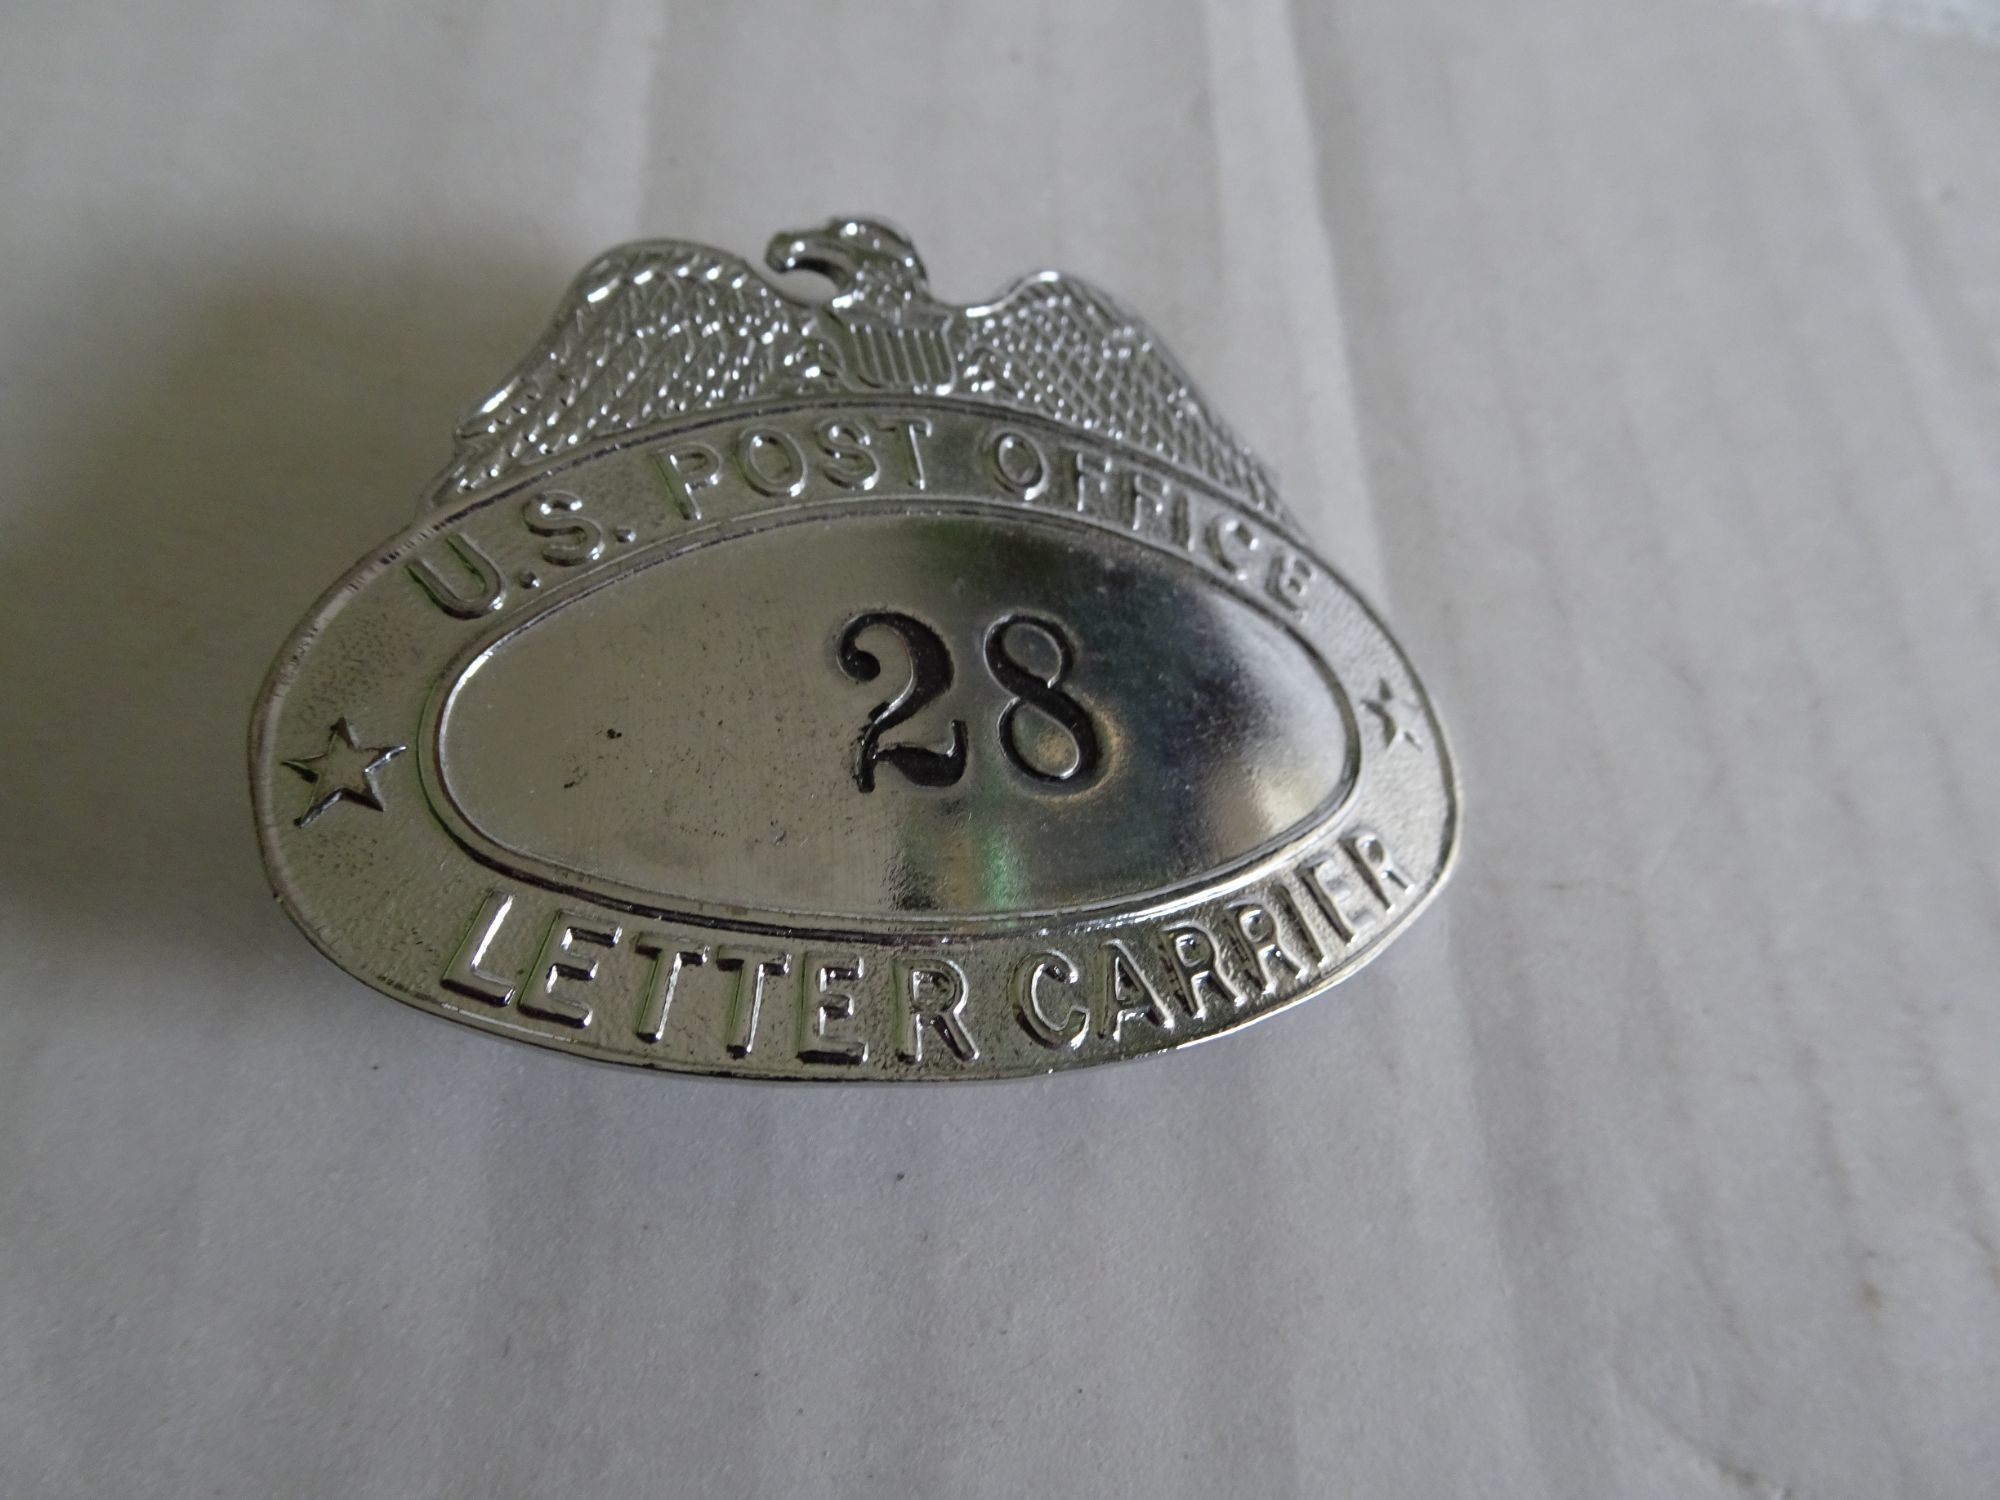 U.S. POST OFFICE
28
LETTER CARRIER